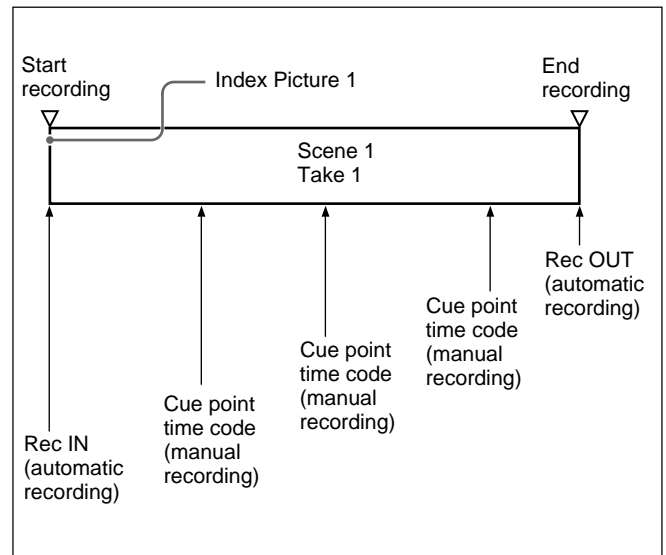 Start
recording
Index Picture 1
End
recording
Scene 1
Take 1
Rec IN
(automatic
recording)
Cue point
time code
(manual
recording)
Cue point
time code
(manual
recording)
Cue point
time code
(manual
recording)
Rec OUT
(automatic
recording)